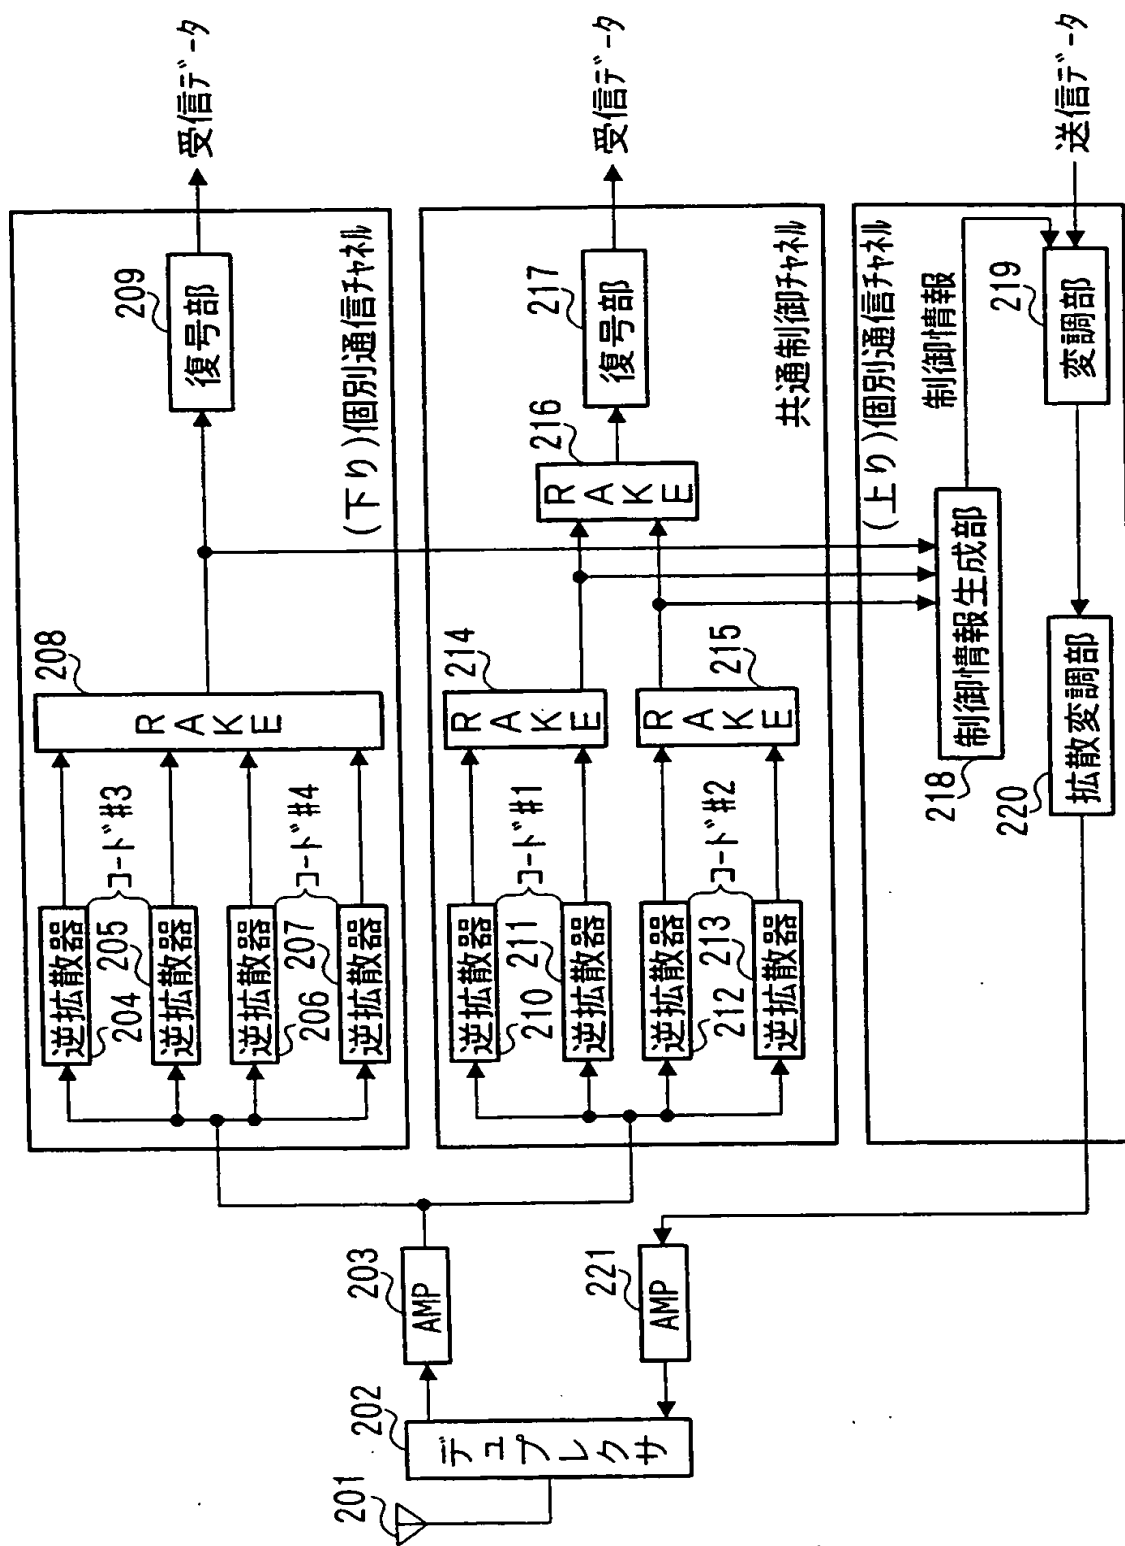 201
202
デュプレクサ
203
AMP
221
AMP
204
逆拡散器
205
逆拡散器
コード#3
206
逆拡散器
207
逆拡散器
コード#4
208
RAKE
209
復号部
受信データ
(下り)個別通信チャネル
210
逆拡散器
211
逆拡散器
コード#1
212
逆拡散器
213
逆拡散器
コード#2
214
RAKE
215
RAKE
216
RAKE
217
復号部
受信データ
共通制御チャネル
(上り)個別通信チャネル
218
制御情報生成部
制御情報
219
変調部
送信データ
220
拡散変調部